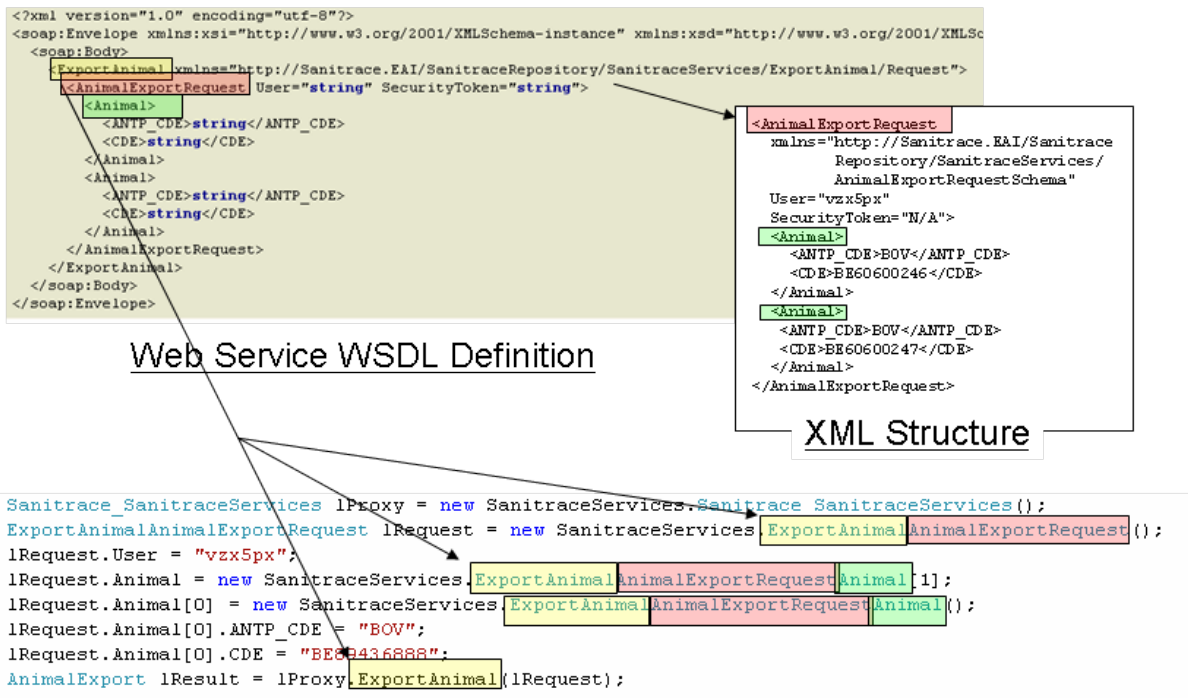 <?xml version="1.0" encoding="utf-8"?>
<soap:Envelope xmlns:xsi="http://www.w3.org/2001/XMLSchema-instance" xmlns:xsd="http://www.w3.org/2001/XMLSc
<soap:Body>
<ExportAnimal xmlns="http://Sanitrace.EAI/SanitraceRepository/SanitraceServices/ExportAnimal/Request">
<AnimalExportRequest User="string" SecurityToken="string">
<Animal>
<ANTP_CDE>string</ANTP_CDE>
<CDE>string</CDE>
</Animal>
<Animal>
<ANTP_CDE>string</ANTP_CDE>
<CDE>string</CDE>
</Animal>
</AnimalExportRequest>
</ExportAnimal>
</soap:Body>
</soap:Envelope>
Web Service WSDL Definition
<AnimalExportRequest
xmlns="http://Sanitrace.EAI/Sanitrace
Repository/SanitraceServices/
AnimalExportRequestSchema"
User="vzx5px"
SecurityToken="N/A">
<Animal>
<ANTP_CDE>BOV</ANTP_CDE>
<CDE>BE60600246</CDE>
</Animal>
<Animal>
<ANTP_CDE>BOV</ANTP_CDE>
<CDE>BE60600247</CDE>
</Animal>
</AnimalExportRequest>
XML Structure
Sanitrace_SanitraceServices lProxy = new SanitraceServices.Sanitrace_SanitraceServices();
ExportAnimalAnimalExportRequest lRequest = new SanitraceServices.ExportAnimalAnimalExportRequest();
lRequest.User = "vzx5px";
lRequest.Animal = new SanitraceServices.ExportAnimalAnimalExportRequestAnimal[1];
lRequest.Animal[0] = new SanitraceServices.ExportAnimalAnimalExportRequestAnimal();
lRequest.Animal[0].ANTP_CDE = "BOV";
lRequest.Animal[0].CDE = "BE89436888";
AnimalExport lResult = lProxy.ExportAnimal(lRequest);